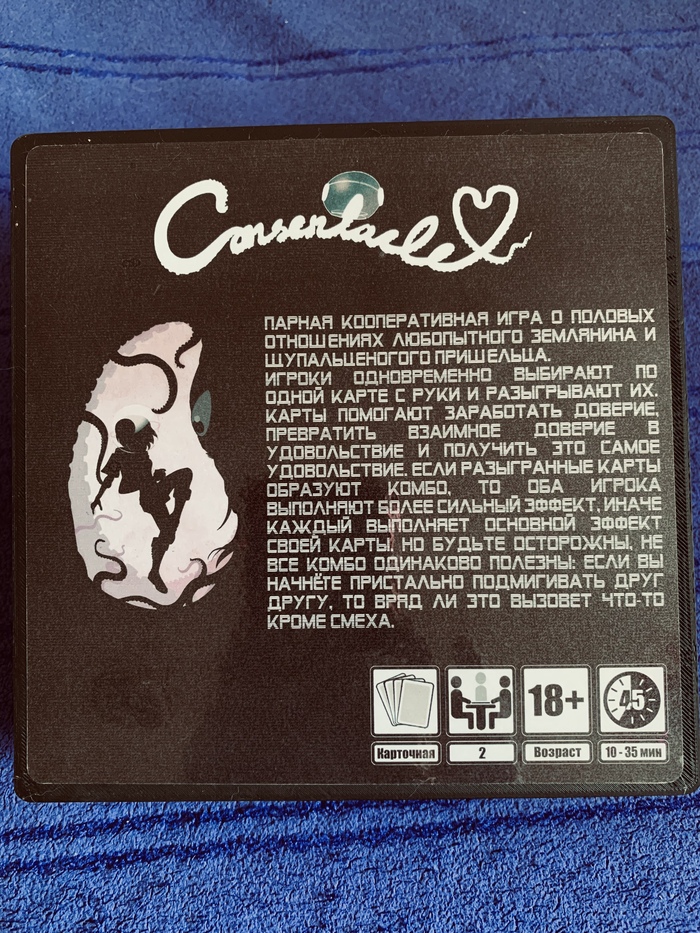 Consentacle
ПАРНАЯ КООПЕРАТИВНАЯ ИГРА О ПОЛОВЫХ
ОТНОШЕНИЯХ ЛЮБОПЫТНОГО ЗЕМЛЯНИНА И
ЩУПАЛЬЦЕНОГОГО ПРИШЕЛЬЦА.
ИГРОКИ ОДНОВРЕМЕННО ВЫБИРАЮТ ПО
ОДНОЙ КАРТЕ С РУКИ И РАЗЫГРЫВАЮТ ИХ.
КАРТЫ ПОМОГАЮТ ЗАРАБОТАТЬ ДОВЕРИЕ,
ПРЕВРАТИТЬ ВЗАИМНОЕ ДОВЕРИЕ В
УДОВОЛЬСТВИЕ И ПОЛУЧИТЬ ЭТО САМОЕ
УДОВОЛЬСТВИЕ. ЕСЛИ РАЗЫГРАННЫЕ КАРТЫ
ОБРАЗУЮТ КОМБО, ТО ОБА ИГРОКА
ВЫПОЛНЯЮТ БОЛЕЕ СИЛЬНЫЙ ЭФФЕКТ, ИНАЧЕ
КАЖДЫЙ ВЫПОЛНЯЕТ ОСНОВНОЙ ЭФФЕКТ
СВОЕЙ КАРТЫ. НО БУДЬТЕ ОСТОРОЖНЫ, НЕ
ВСЕ КОМБО ОДИНАКОВО ПОЛЕЗНЫ: ЕСЛИ ВЫ
НАЧНЁТЕ ПРИСТАЛЬНО ПОДМИГИВАТЬ ДРУГ
ДРУГУ, ТО ВРЯД ЛИ ЭТО ВЫЗОВЕТ ЧТО-ТО
КРОМЕ СМЕХА.
18+ 45
Карточная 2 Возраст 10 - 35 мин